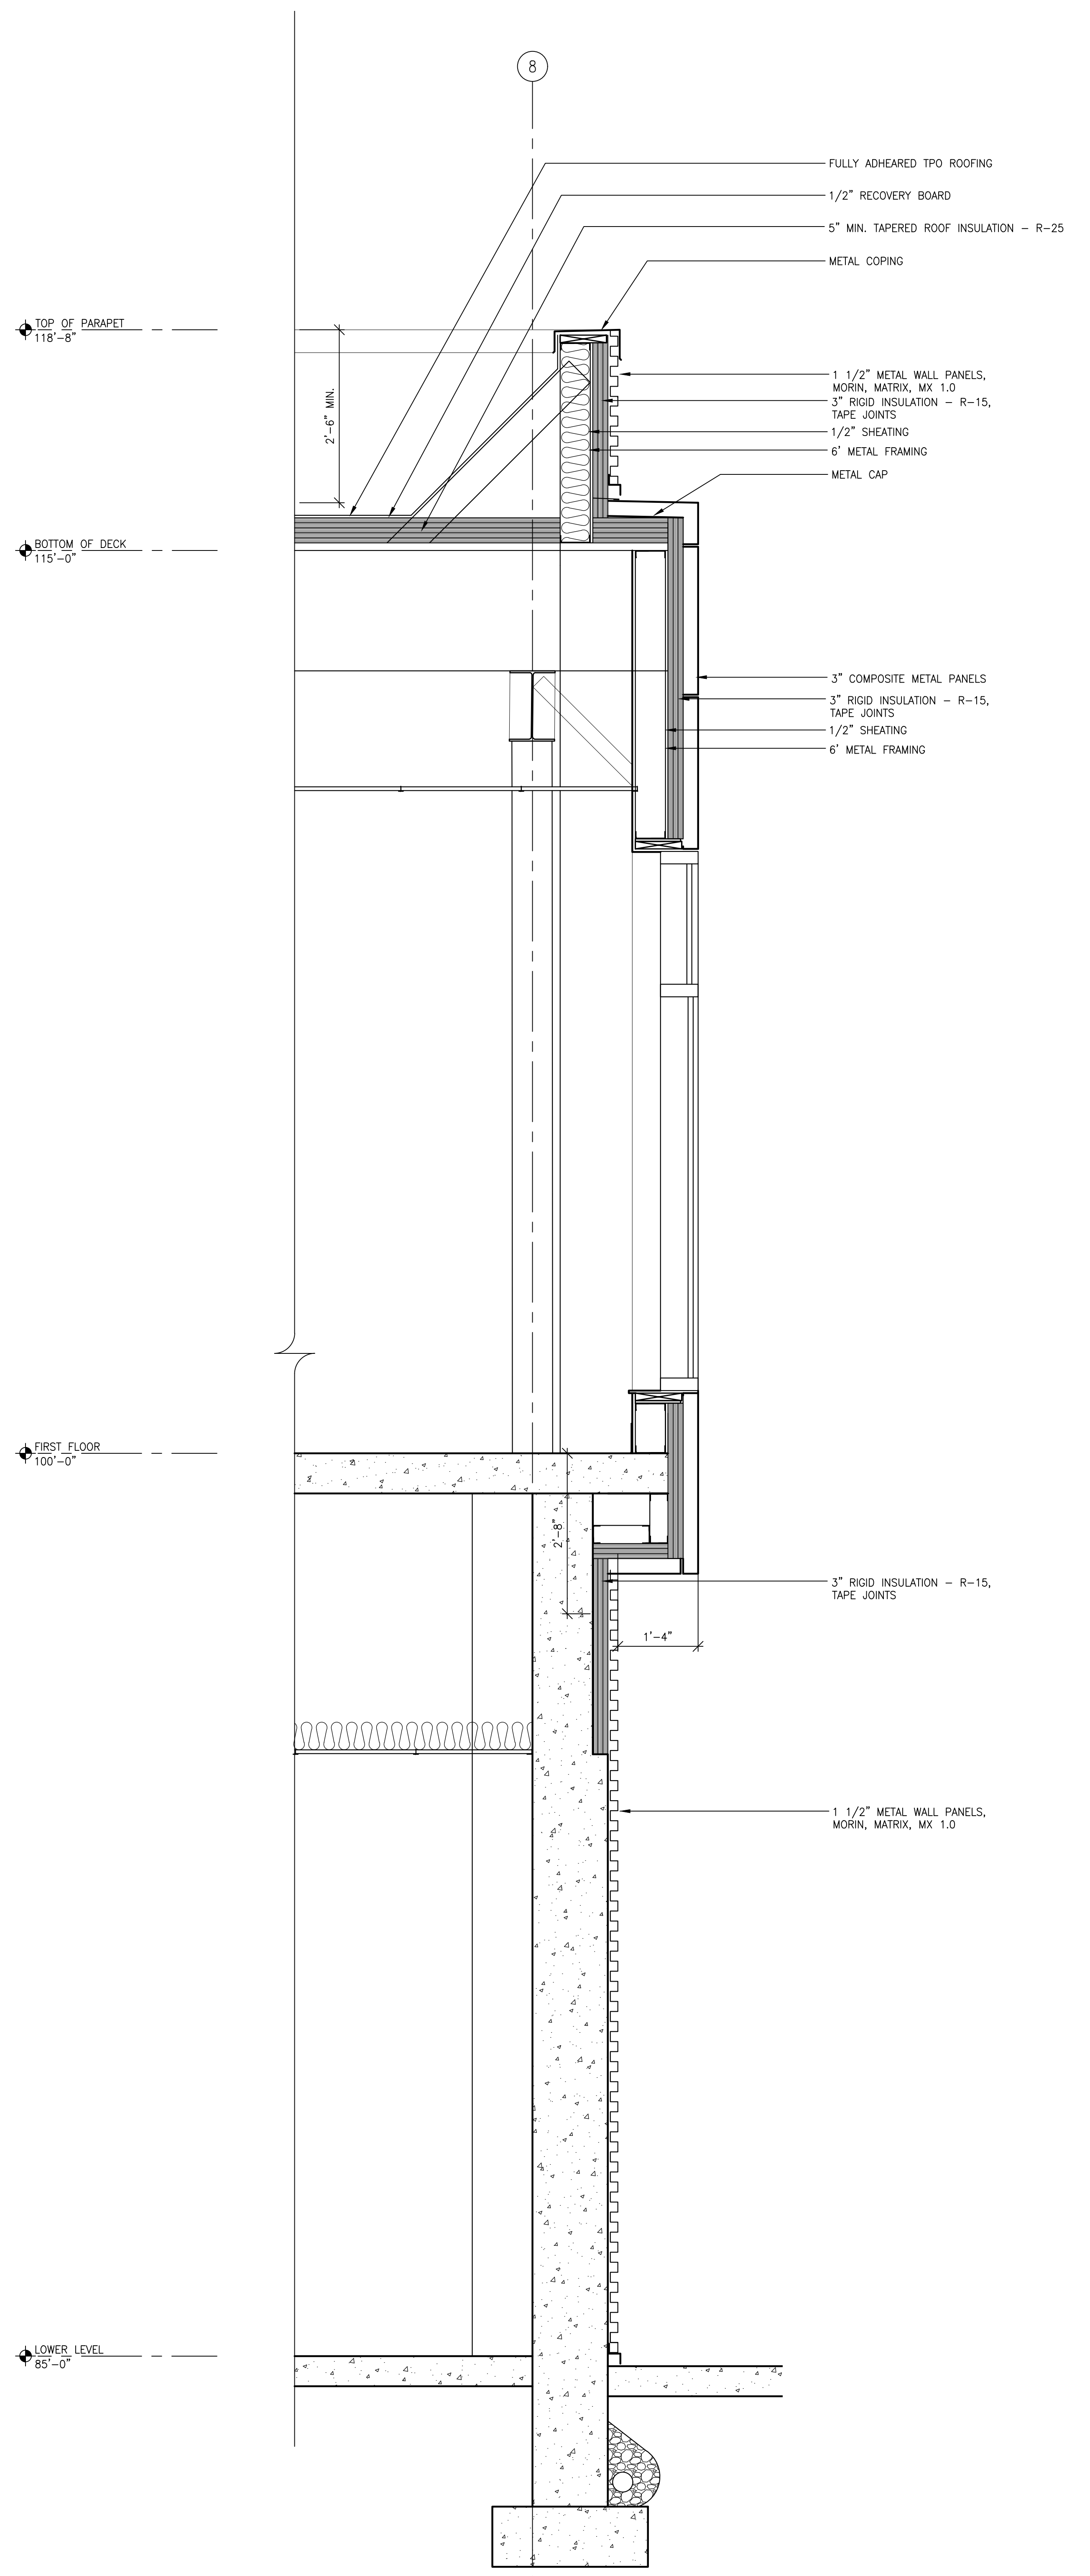 8
FULLY ADHEARED TPO ROOFING
1/2" RECOVERY BOARD
5" MIN. TAPERED ROOF INSULATION – R-25
METAL COPING
TOP OF PARAPET
118'-8"
2'-6" MIN.
1 1/2" METAL WALL PANELS,
MORIN, MATRIX, MX 1.0
3" RIGID INSULATION – R-15,
TAPE JOINTS
1/2" SHEATING
6' METAL FRAMING
METAL CAP
BOTTOM OF DECK
115'-0"
3" COMPOSITE METAL PANELS
3" RIGID INSULATION – R-15,
TAPE JOINTS
1/2" SHEATING
6' METAL FRAMING
FIRST FLOOR
100'-0"
2'-8"
3" RIGID INSULATION – R-15,
TAPE JOINTS
1'-4"
1 1/2" METAL WALL PANELS,
MORIN, MATRIX, MX 1.0
LOWER LEVEL
85'-0"